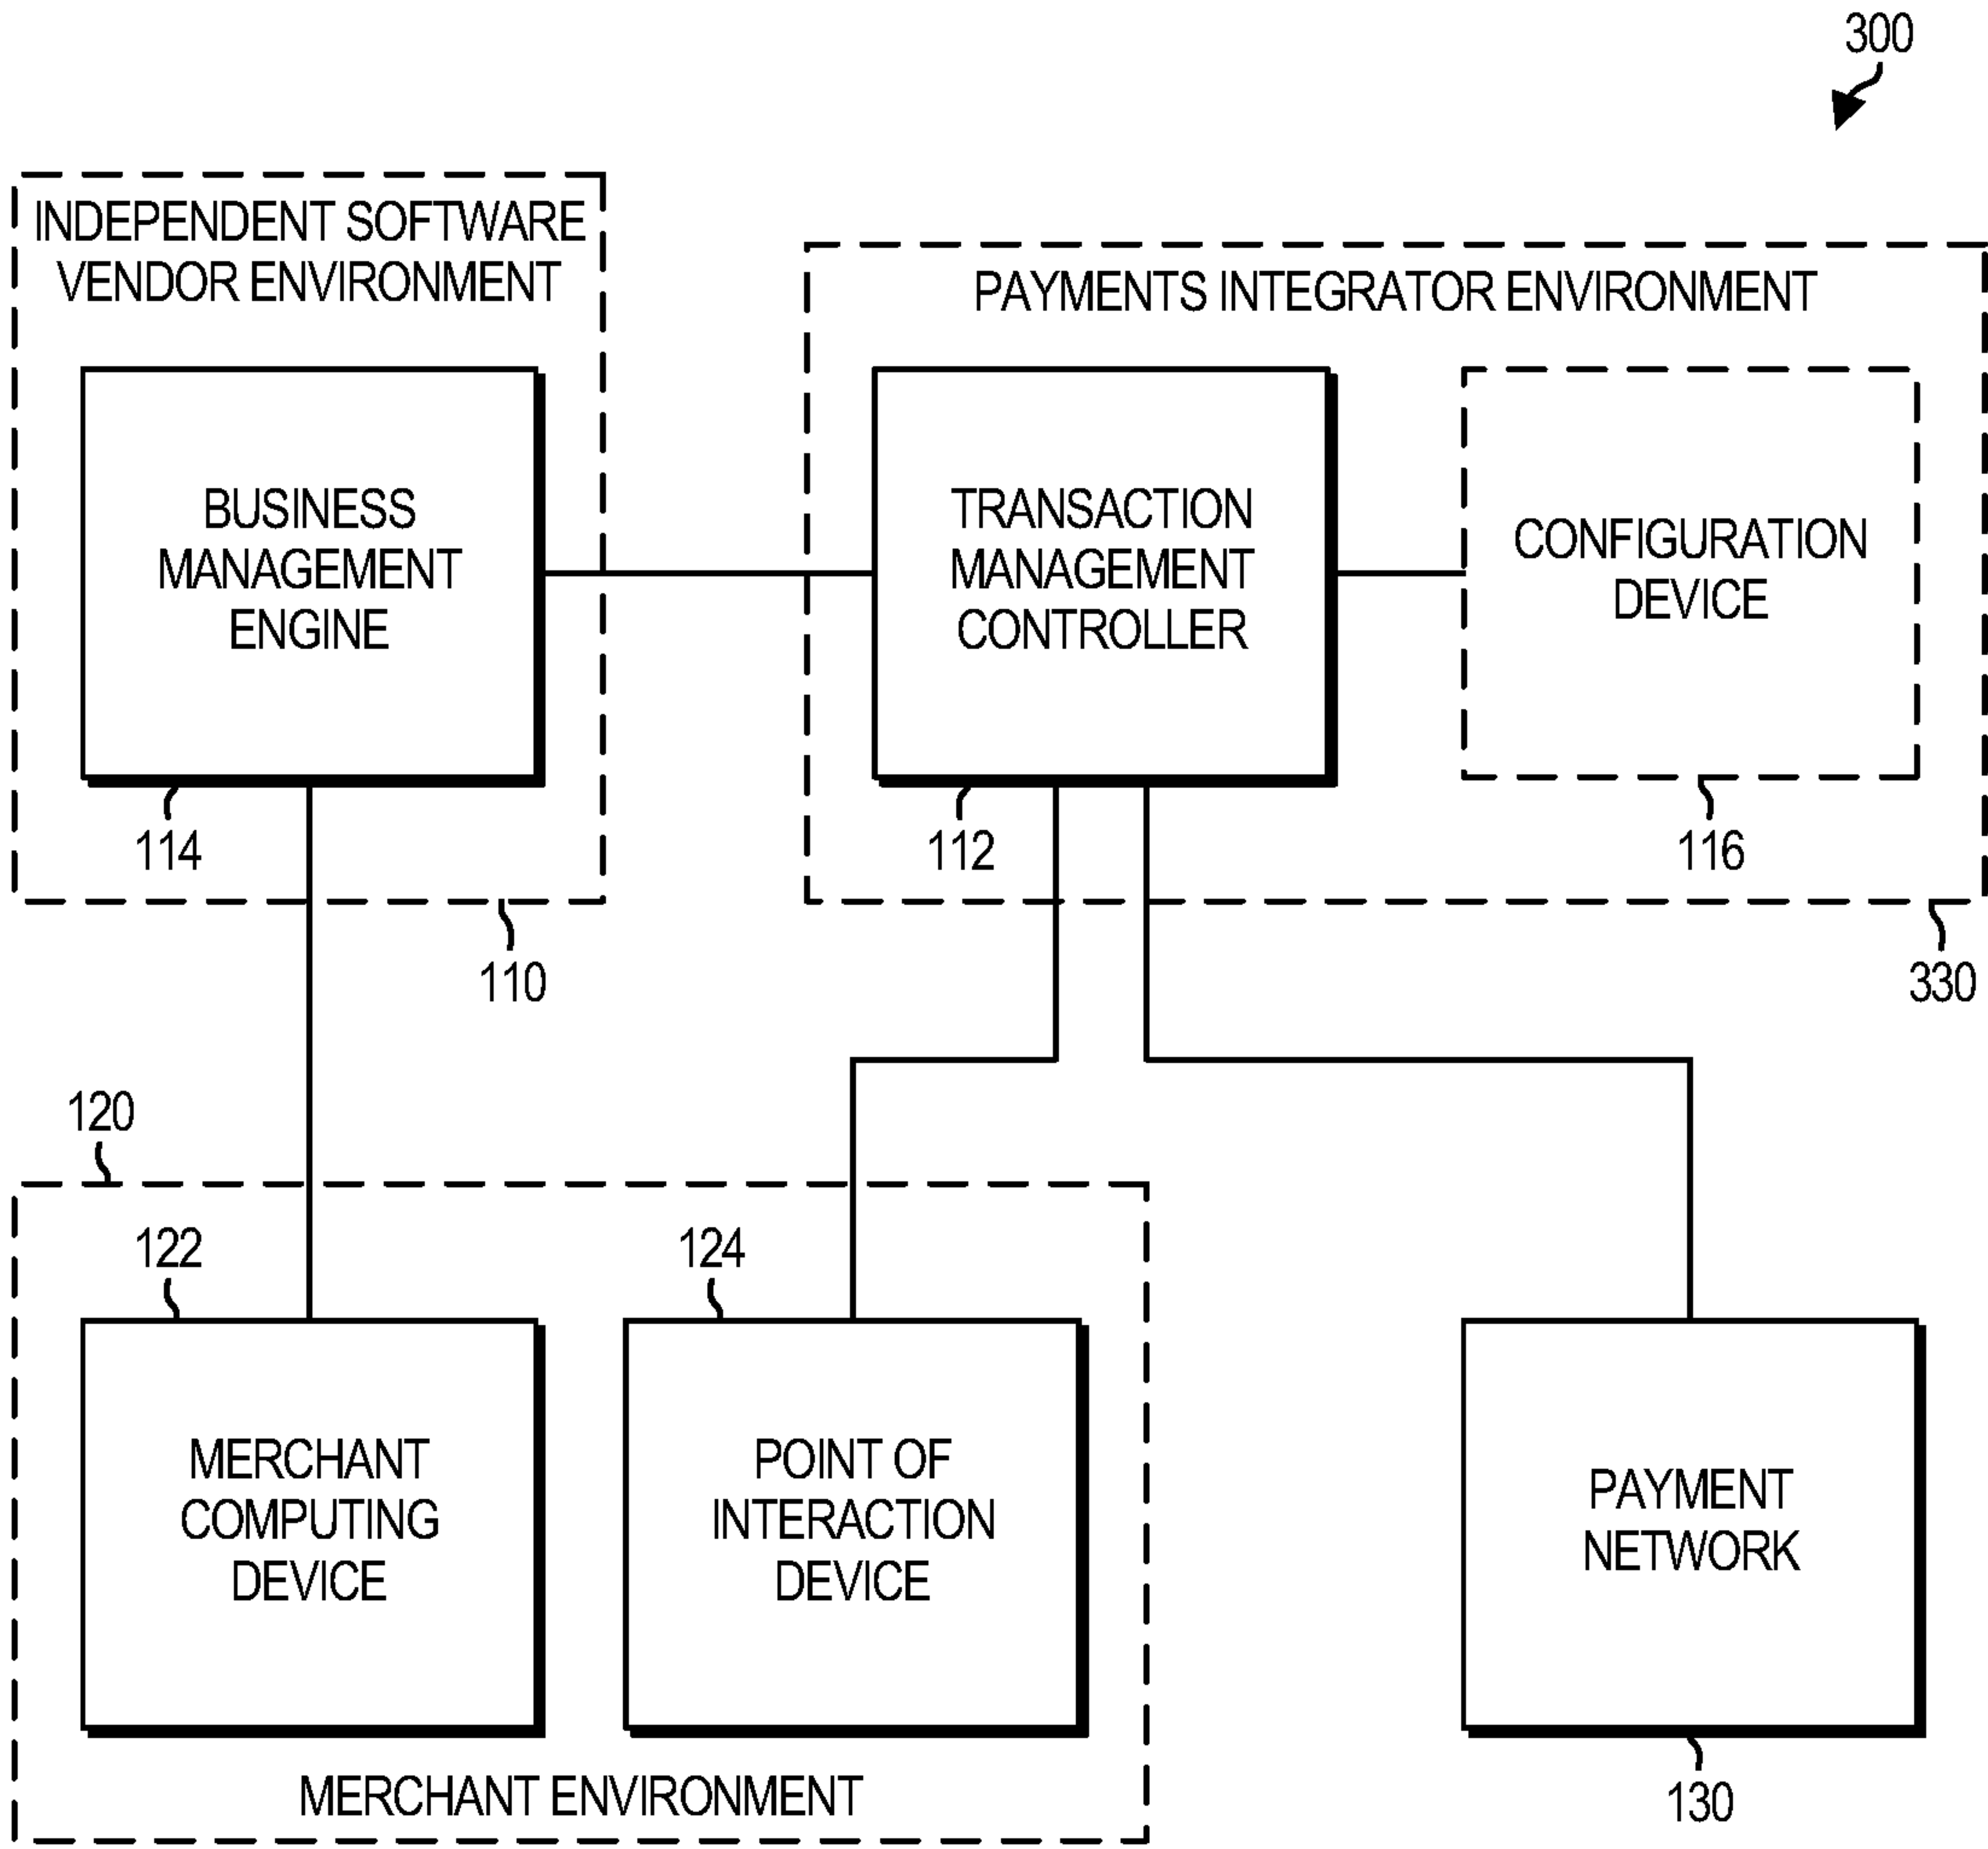 300
INDEPENDENT SOFTWARE
VENDOR ENVIRONMENT
PAYMENTS INTEGRATOR ENVIRONMENT
BUSINESS
MANAGEMENT
ENGINE
TRANSACTION
MANAGEMENT
CONTROLLER
CONFIGURATION
DEVICE
114
112
116
110
330
120
122
124
MERCHANT
COMPUTING
DEVICE
POINT OF
INTERACTION
DEVICE
PAYMENT
NETWORK
MERCHANT ENVIRONMENT
130